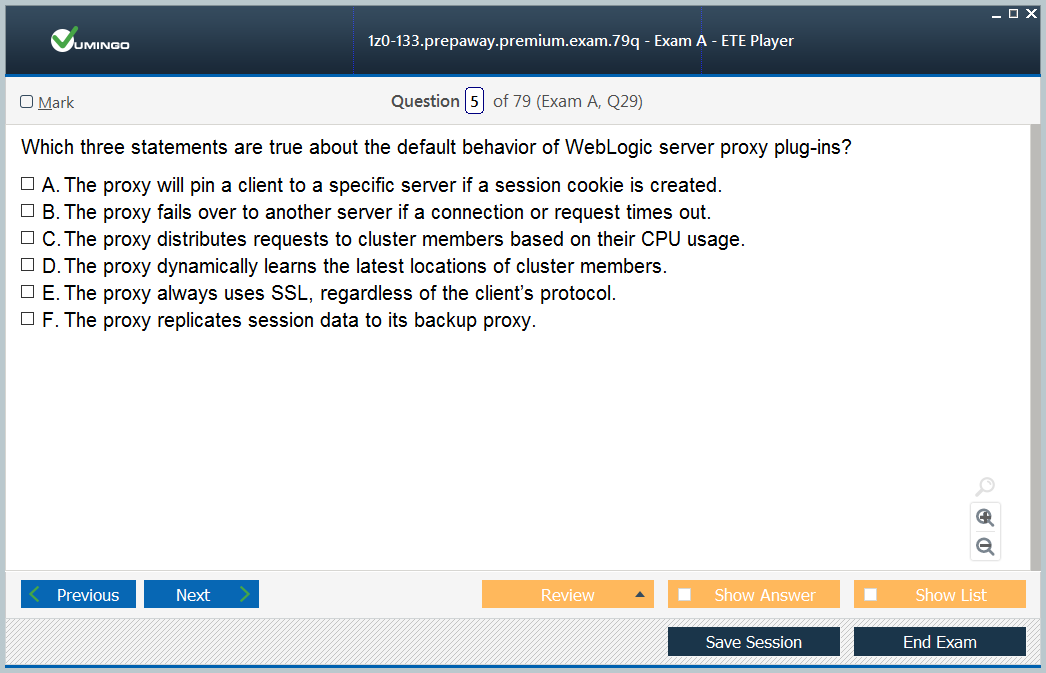 VUMINGO
1z0-133.prepaway.premium.exam.79q - Exam A - ETE Player
Mark
Question 5 of 79 (Exam A, Q29)
Which three statements are true about the default behavior of WebLogic server proxy plug-ins?
A. The proxy will pin a client to a specific server if a session cookie is created.
B. The proxy fails over to another server if a connection or request times out.
C. The proxy distributes requests to cluster members based on their CPU usage.
D. The proxy dynamically learns the latest locations of cluster members.
E. The proxy always uses SSL, regardless of the client’s protocol.
F. The proxy replicates session data to its backup proxy.
Previous Next Review Show Answer Show List
Save Session End Exam